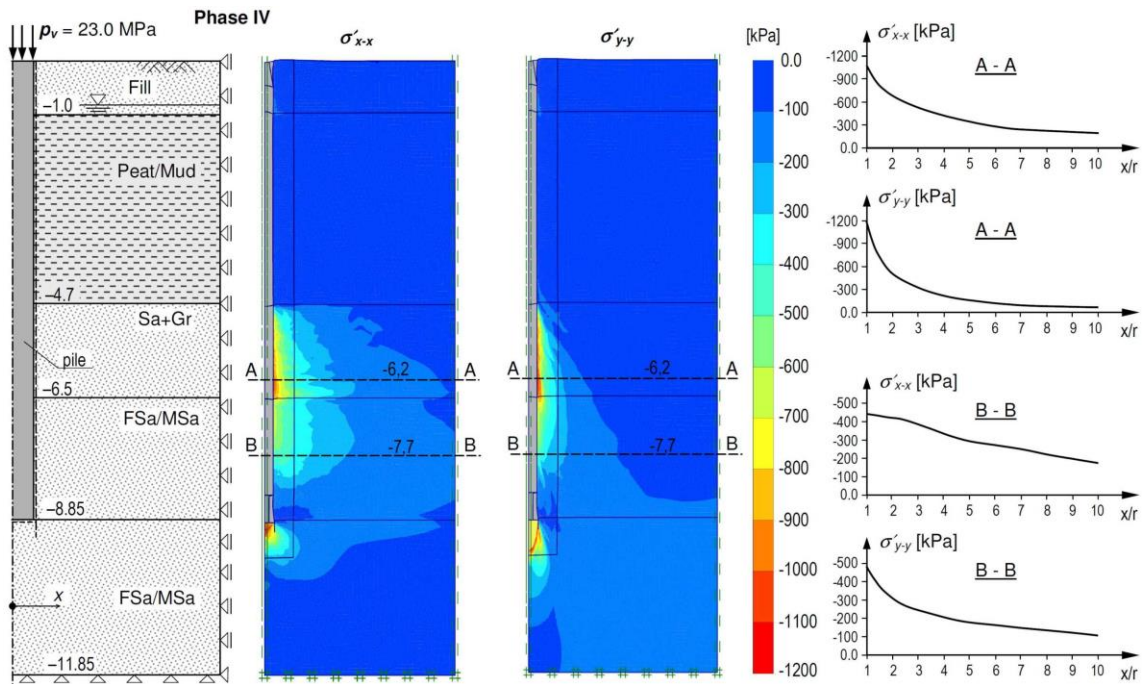 Phase IV
pv = 23.0 MPa
Fill
–1.0
Peat/Mud
–4.7
Sa+Gr
pile
–6.5
FSa/MSa
–8.85
FSa/MSa
x
–11.85
σ′x-x
A -6,2 A
B -7,7 B
σ′y-y
A -6,2 A
B -7,7 B
[kPa]
0.0
-100
-200
-300
-400
-500
-600
-700
-800
-900
-1000
-1100
-1200
σ′x-x [kPa]
A - A
-1200
-900
-600
-300
0.0
1 2 3 4 5 6 7 8 9 10 x/r
σ′y-y [kPa]
A - A
-1200
-900
-600
-300
0.0
1 2 3 4 5 6 7 8 9 10 x/r
σ′x-x [kPa]
B - B
-500
-400
-300
-200
-100
0.0
1 2 3 4 5 6 7 8 9 10 x/r
σ′y-y [kPa]
B - B
-500
-400
-300
-200
-100
0.0
1 2 3 4 5 6 7 8 9 10 x/r